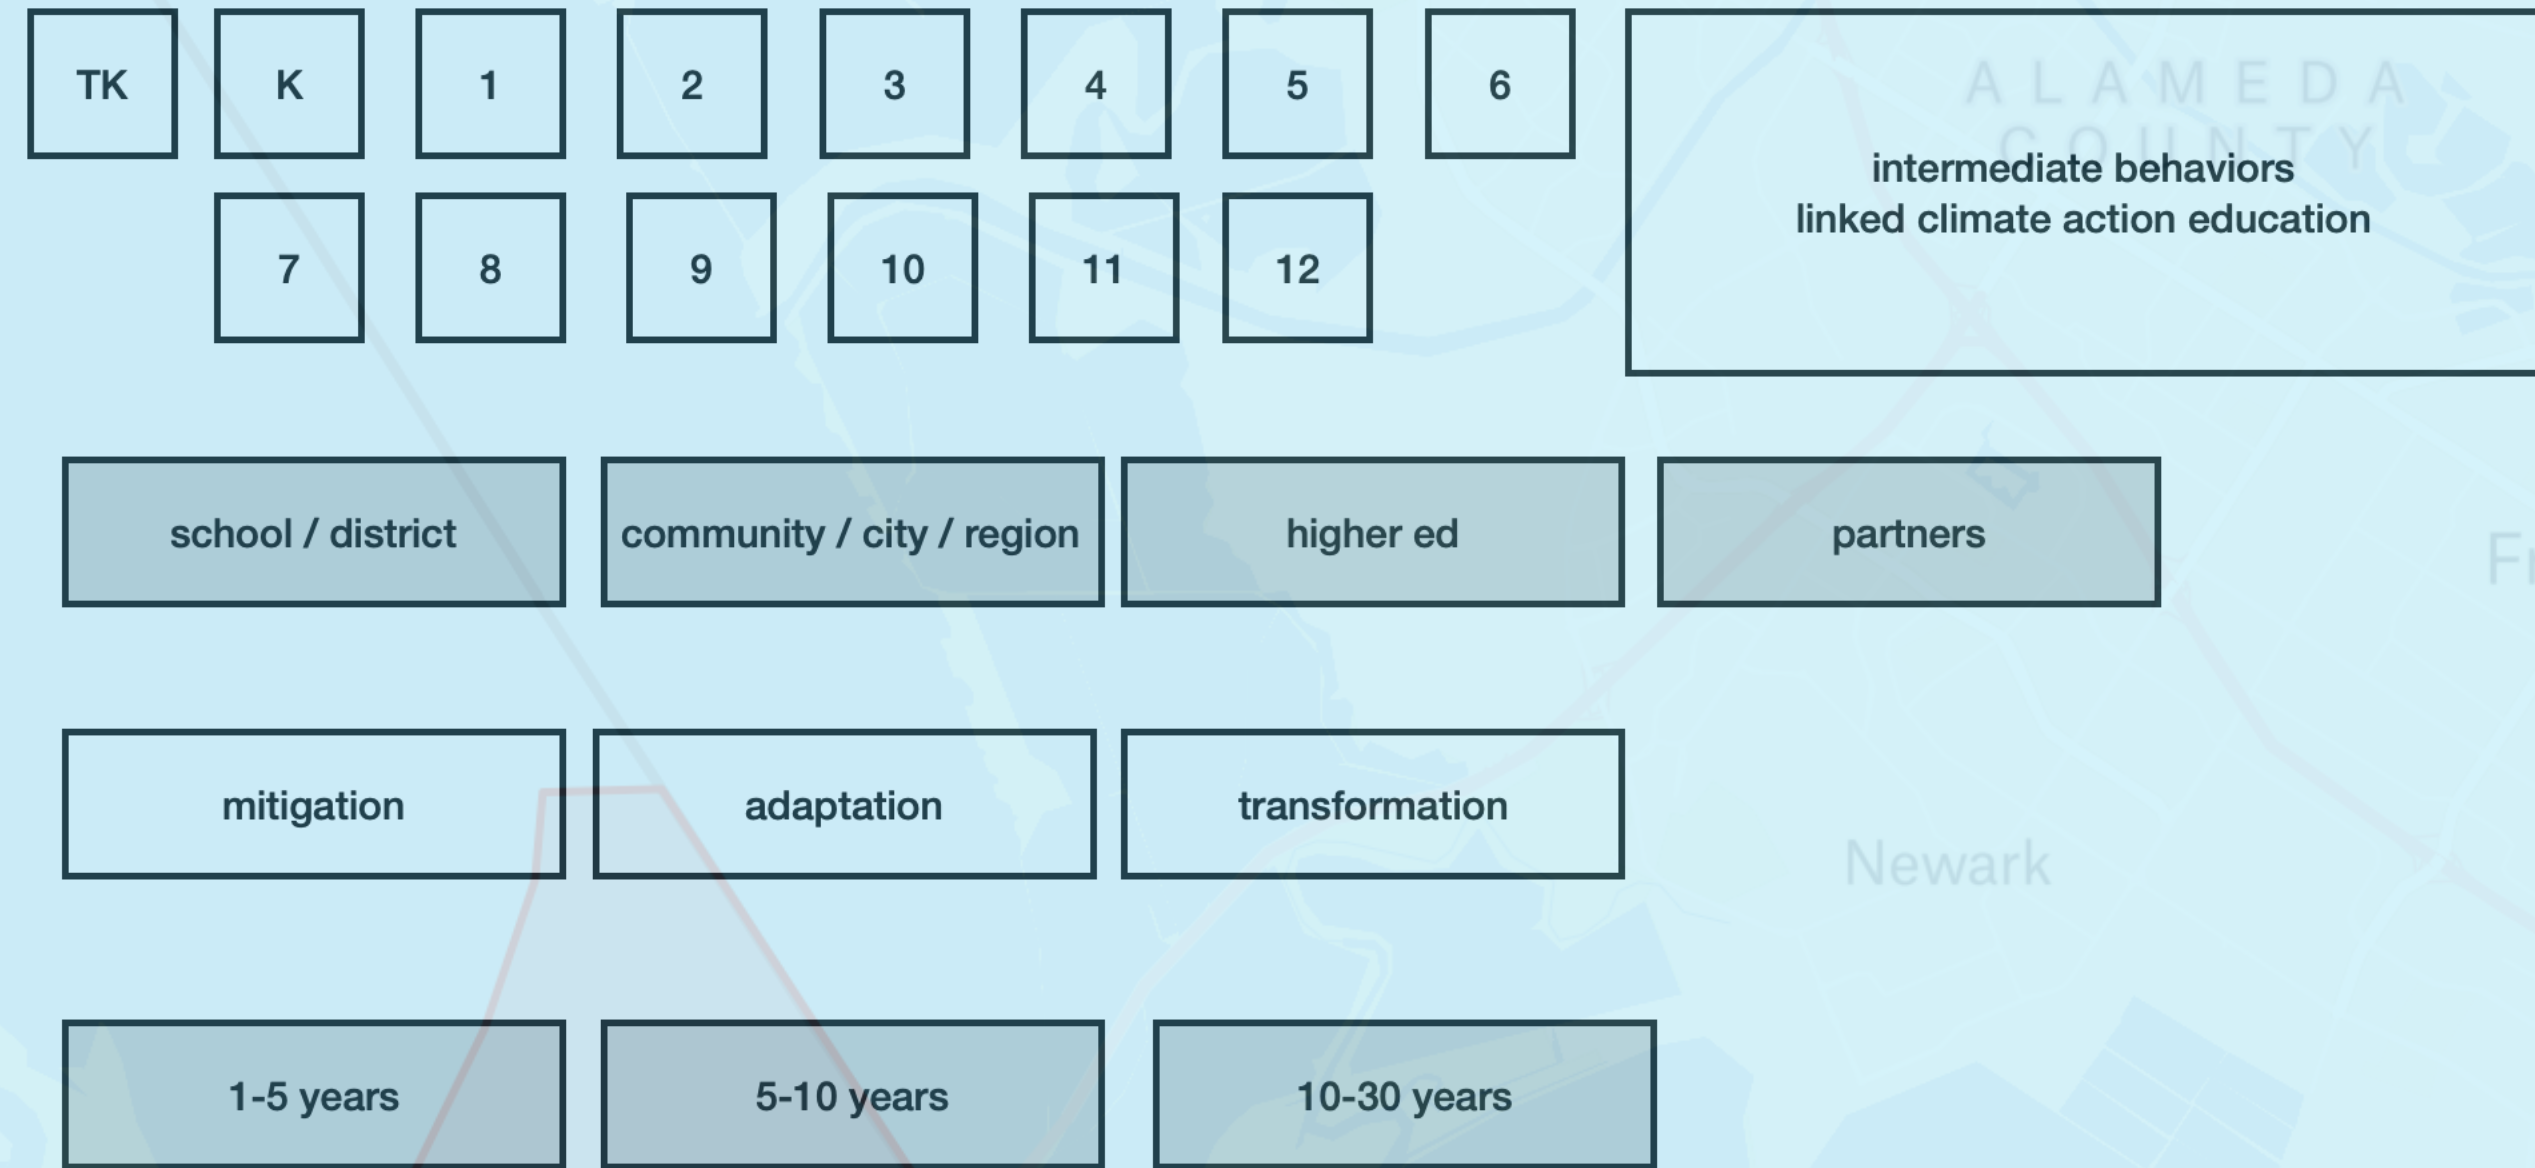 TK K 1 2 3 4 5 6
ALAMEDA
COUNTY
intermediate behaviors
linked climate action education
7 8 9 10 11 12
school / district community / city / region higher ed partners
mitigation adaptation transformation
Newark
1-5 years 5-10 years 10-30 years